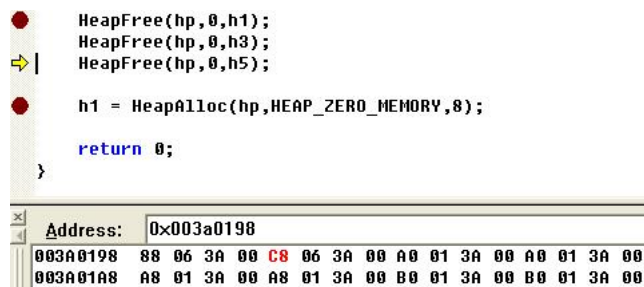 HeapFree(hp,0,h1);
HeapFree(hp,0,h3);
HeapFree(hp,0,h5);
h1 = HeapAlloc(hp,HEAP_ZERO_MEMORY,8);
return 0;
}
Address: 0x003a0198
003A0198 88 06 3A 00 C8 06 3A 00 A0 01 3A 00 A0 01 3A 00
003A01A8 A8 01 3A 00 A8 01 3A 00 B0 01 3A 00 B0 01 3A 00